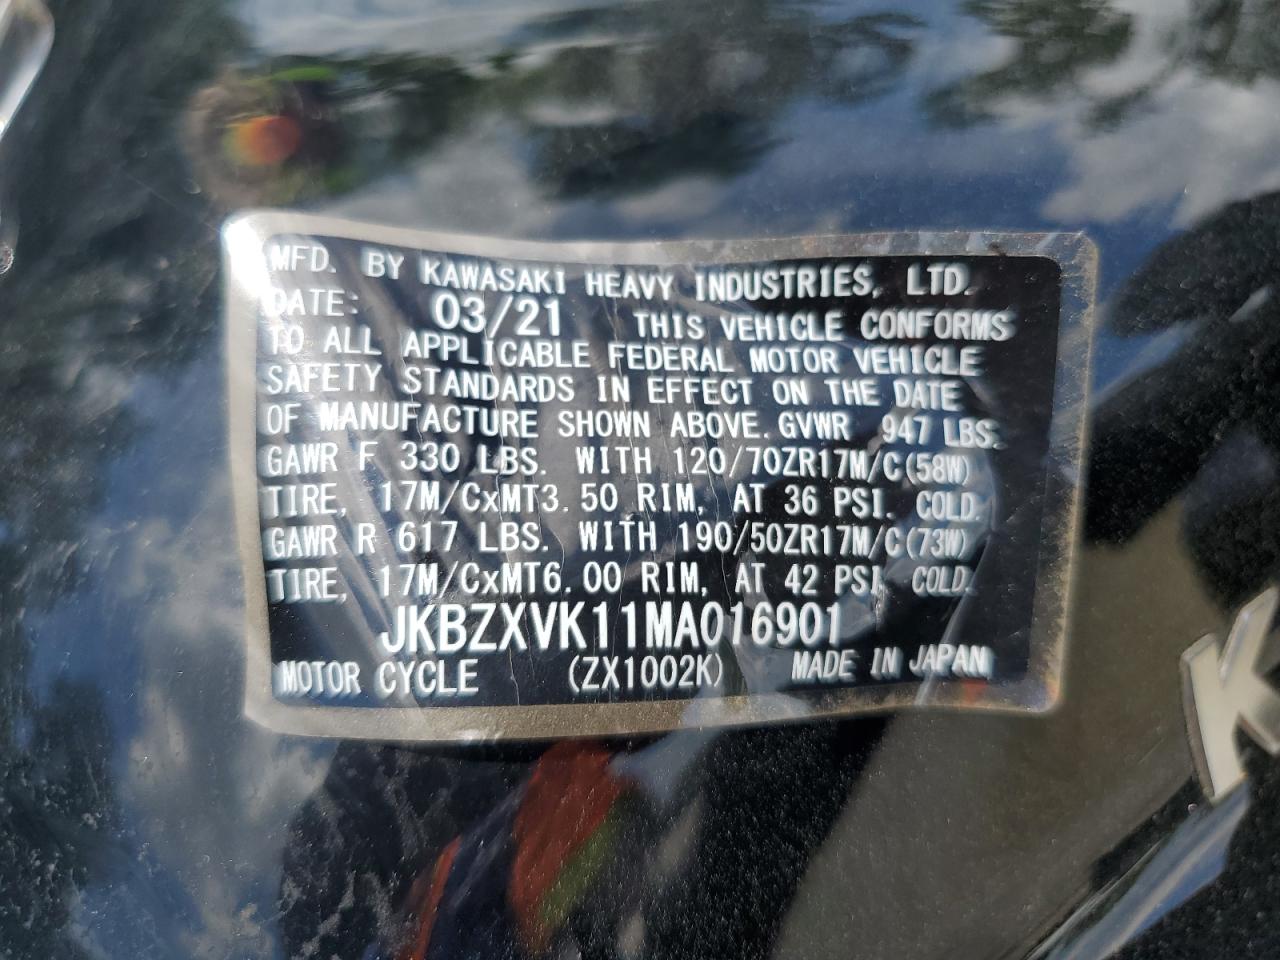 MFD. BY KAWASAKI HEAVY INDUSTRIES, LTD.
DATE: 03/21 THIS VEHICLE CONFORMS
TO ALL APPLICABLE FEDERAL MOTOR VEHICLE
SAFETY STANDARDS IN EFFECT ON THE DATE
OF MANUFACTURE SHOWN ABOVE. GVWR 947 LBS.
GAWR F 330 LBS. WITH 120/70ZR17M/C(58W)
TIRE, 17M/CxMT3.50 RIM, AT 36 PSI. COLD.
GAWR R 617 LBS. WITH 190/50ZR17M/C(73W)
TIRE, 17M/CxMT6.00 RIM, AT 42 PSI. COLD.
JKBZXVK11MA016901
MOTOR CYCLE (ZX1002K) MADE IN JAPAN
K